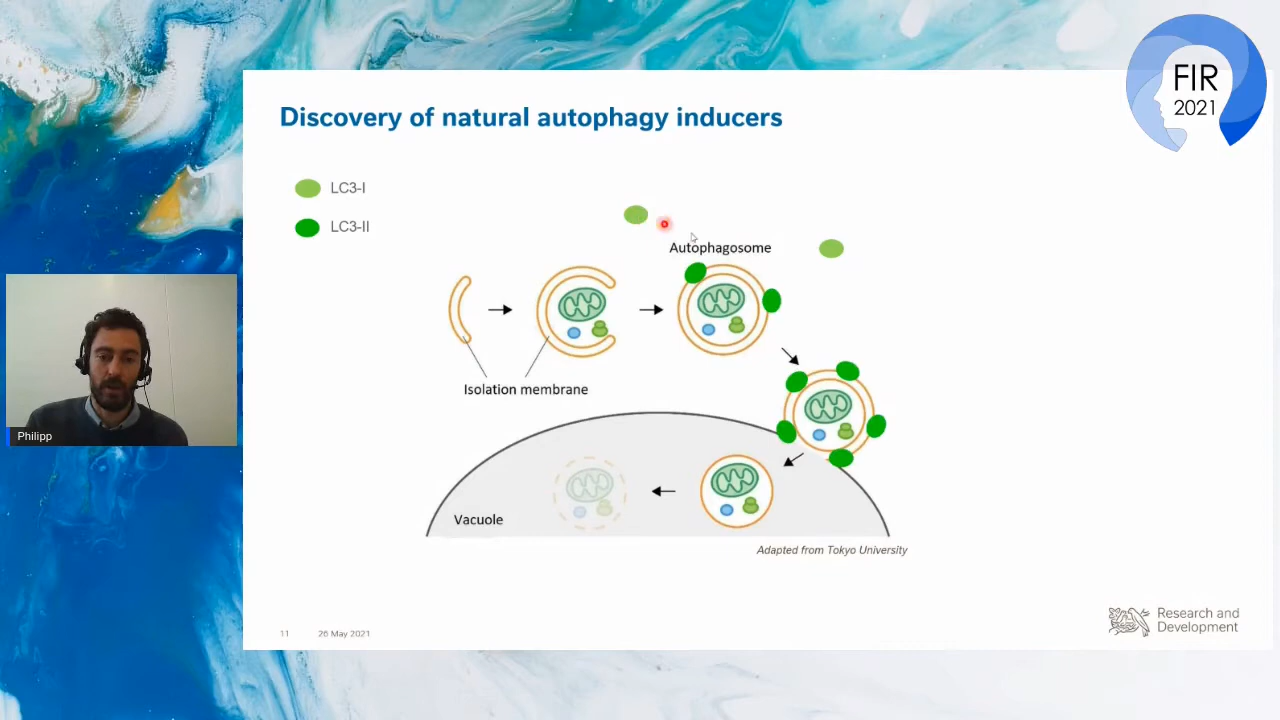 FIR
2021
Discovery of natural autophagy inducers
LC3-I
LC3-II
Autophagosome
Isolation membrane
Vacuole
Adapted from Tokyo University
Philipp
11
26 May 2021
Research and
Development